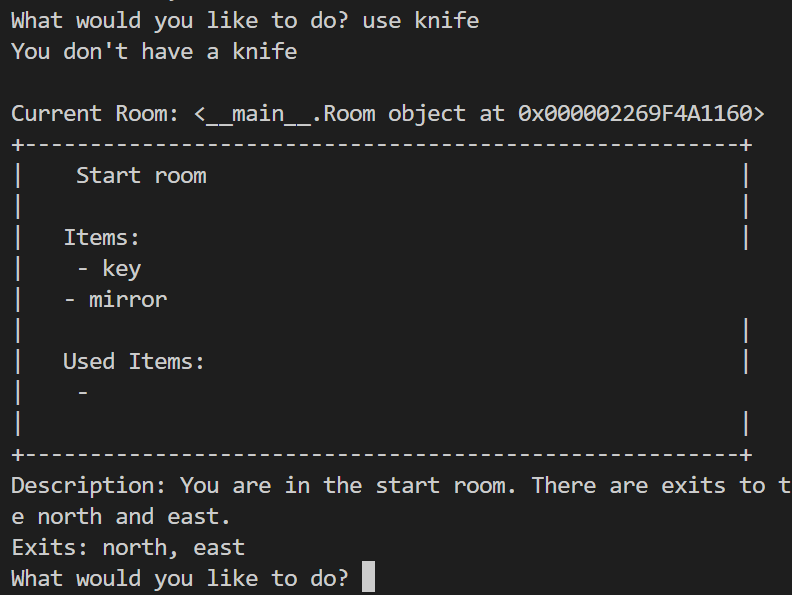 What would you like to do? use knife
You don't have a knife
Current Room: <__main__.Room object at 0x000002269F4A1160>
+-------------------------------------------------------+
|    Start room                                         |
|                                                       |
|   Items:                                              |
|    - key
|   - mirror
|                                                       |
|   Used Items:                                         |
|    -
|                                                       |
+-------------------------------------------------------+
Description: You are in the start room. There are exits to t
e north and east.
Exits: north, east
What would you like to do?